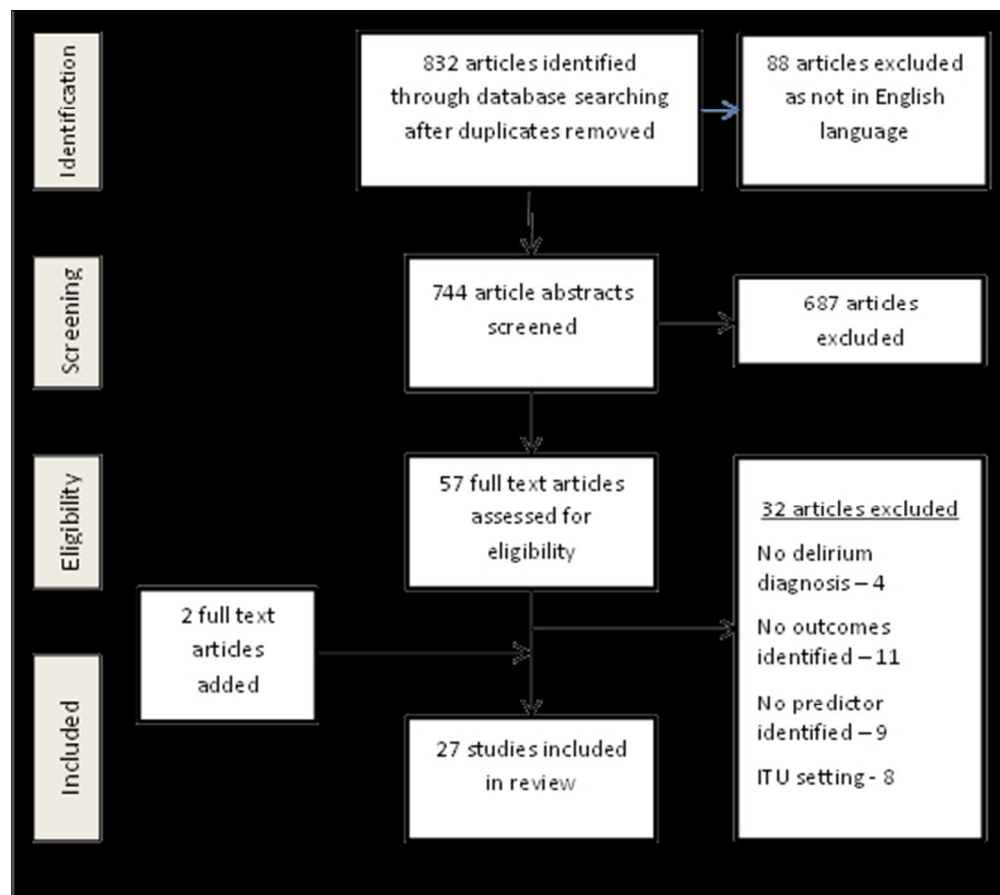 Identification
832 articles identified
through database searching
after duplicates removed
88 articles excluded
as not in English
language
Screening
744 article abstracts
screened
687 articles
excluded
Eligibility
57 full text articles
assessed for
eligibility
32 articles excluded
No delirium
diagnosis – 4
No outcomes
identified – 11
No predictor
identified – 9
ITU setting - 8
2 full text
articles
added
Included
27 studies included
in review